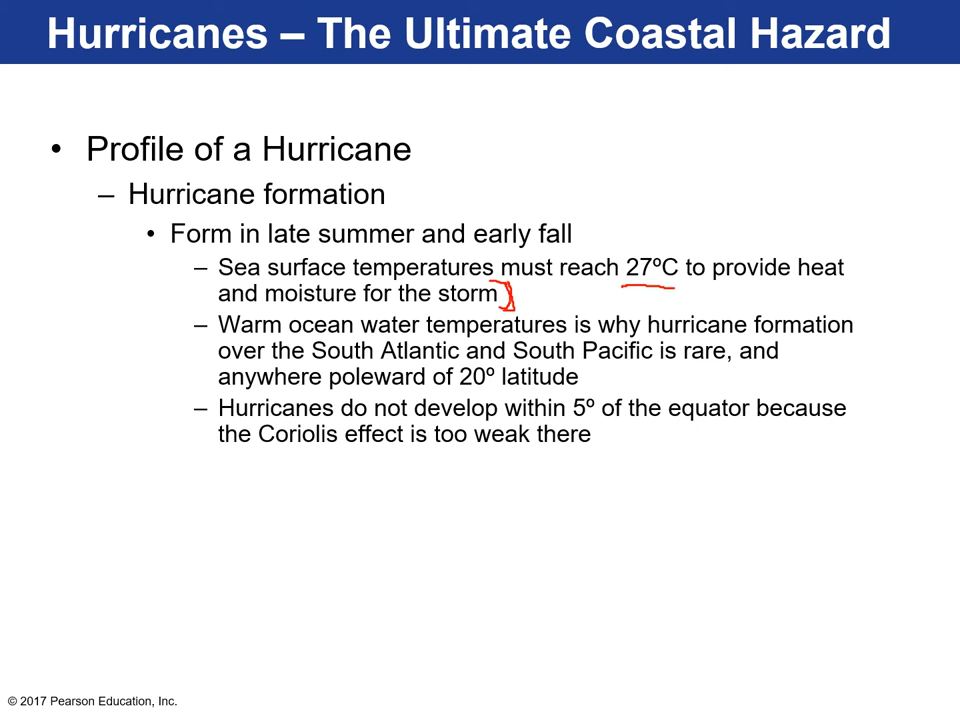 Hurricanes – The Ultimate Coastal Hazard
• Profile of a Hurricane
– Hurricane formation
• Form in late summer and early fall
– Sea surface temperatures must reach 27ºC to provide heat
and moisture for the storm
– Warm ocean water temperatures is why hurricane formation
over the South Atlantic and South Pacific is rare, and
anywhere poleward of 20º latitude
– Hurricanes do not develop within 5º of the equator because
the Coriolis effect is too weak there
© 2017 Pearson Education, Inc.